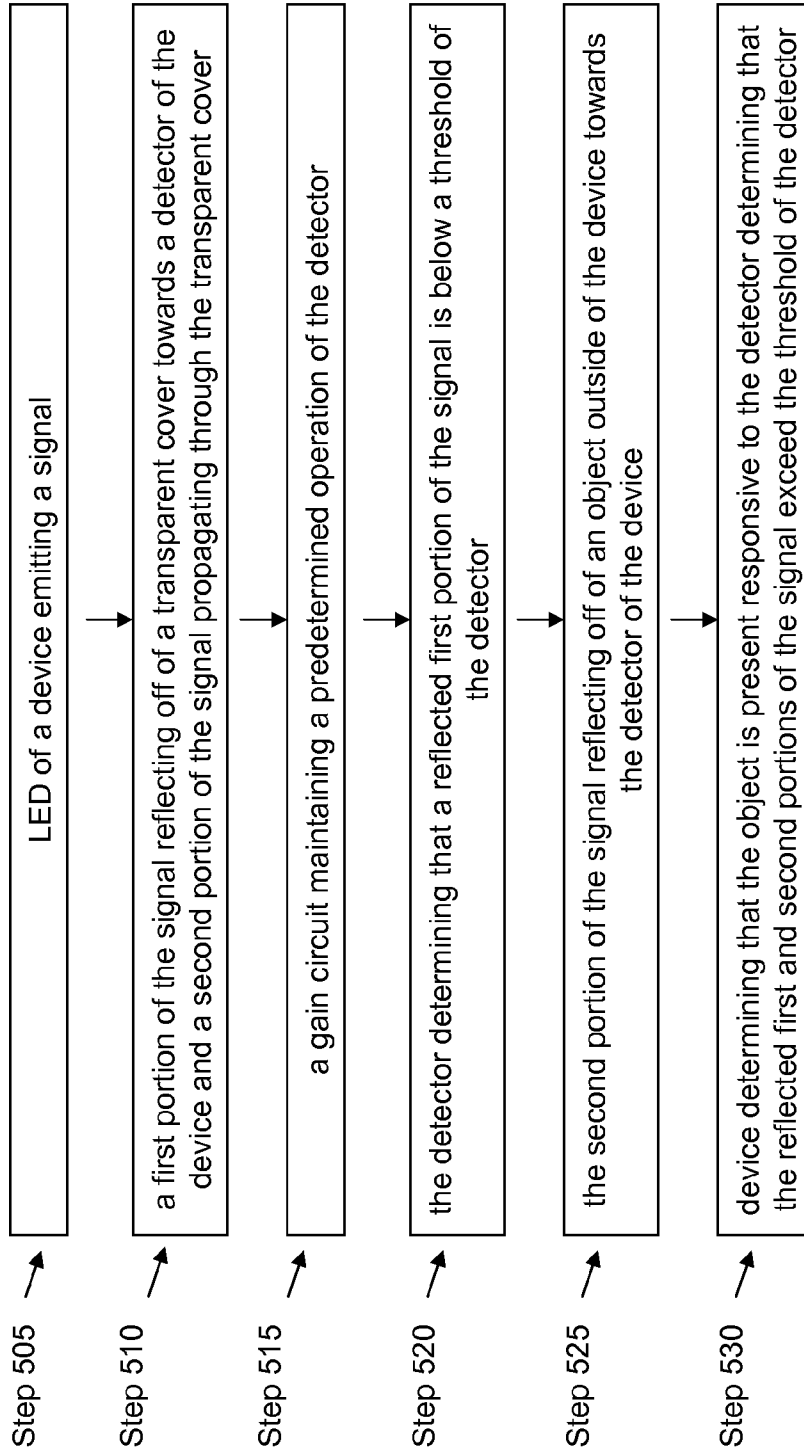 Step 505
LED of a device emitting a signal
Step 510
a first portion of the signal reflecting off of a transparent cover towards a detector of the
device and a second portion of the signal propagating through the transparent cover
Step 515
a gain circuit maintaining a predetermined operation of the detector
Step 520
the detector determining that a reflected first portion of the signal is below a threshold of
the detector
Step 525
the second portion of the signal reflecting off of an object outside of the device towards
the detector of the device
Step 530
device determining that the object is present responsive to the detector determining that
the reflected first and second portions of the signal exceed the threshold of the detector